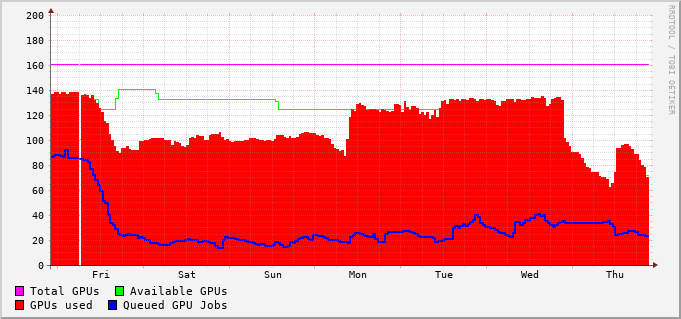 200
180
160
140
120
100
80
60
40
20
0
Fri Sat Sun Mon Tue Wed Thu
Total GPUs Available GPUs
GPUs used Queued GPU Jobs
RRDTOOL / TOBI OETIKER